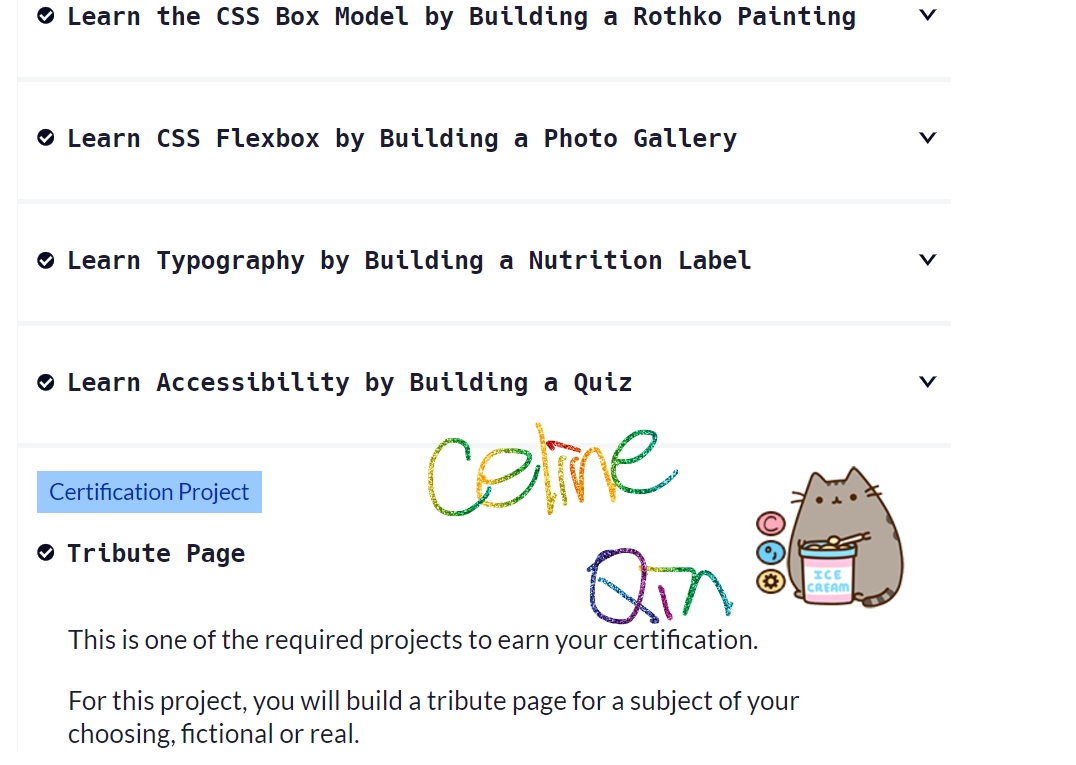 Learn the CSS Box Model by Building a Rothko Painting
Learn CSS Flexbox by Building a Photo Gallery
Learn Typography by Building a Nutrition Label
Learn Accessibility by Building a Quiz
Celine
Certification Project
Qin
Tribute Page
C
ICE
CREAM
This is one of the required projects to earn your certification.
For this project, you will build a tribute page for a subject of your
choosing, fictional or real.